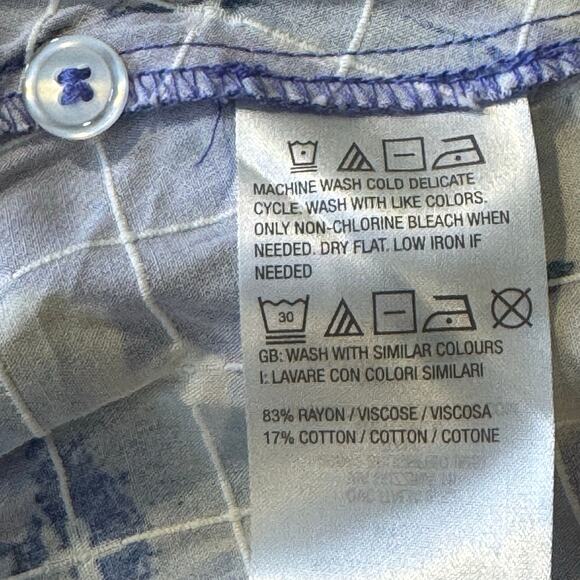 MACHINE WASH COLD DELICATE
CYCLE. WASH WITH LIKE COLORS.
ONLY NON-CHLORINE BLEACH WHEN
NEEDED. DRY FLAT. LOW IRON IF
NEEDED
30
GB: WASH WITH SIMILAR COLOURS
I: LAVARE CON COLORI SIMILARI
83% RAYON / VISCOSE / VISCOSA
17% COTTON / COTTON / COTONE